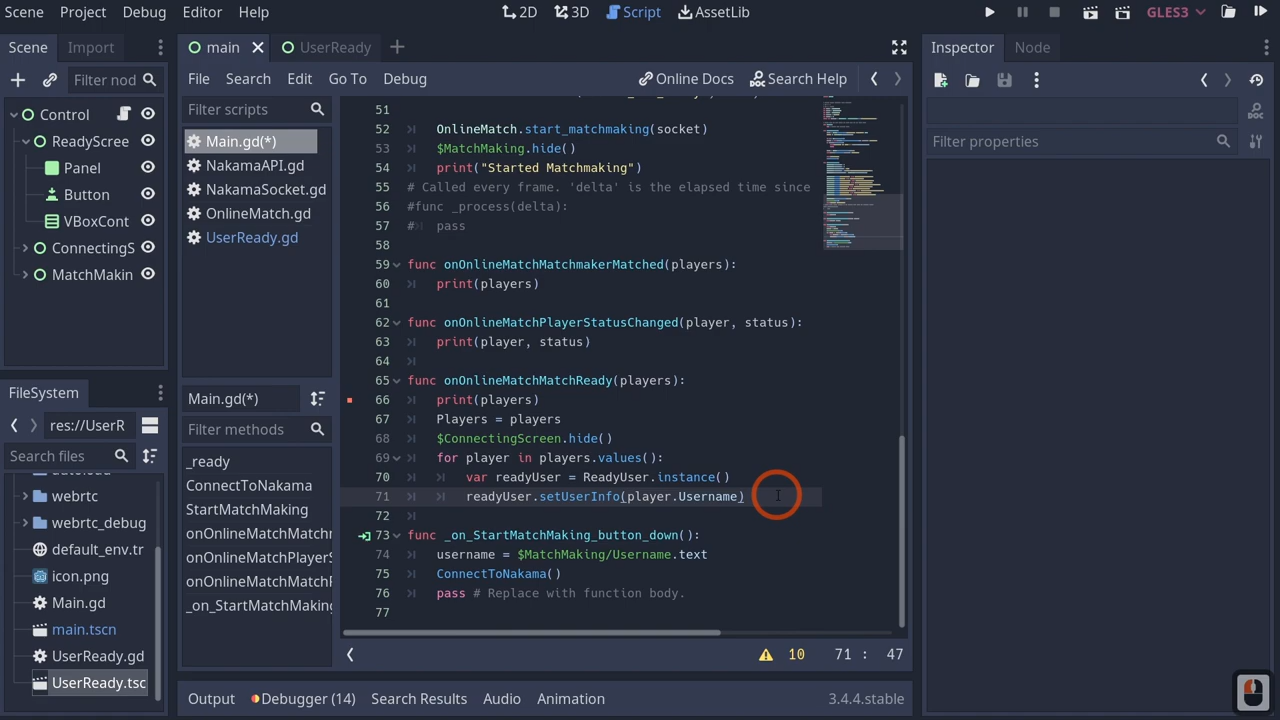 Scene Project Debug Editor Help 2D 3D Script AssetLib GLES3
Scene Import main UserReady Inspector Node
Filter nod File Search Edit Go To Debug Online Docs Search Help
Control Filter scripts Filter properties
eadyScree Main.gd(*)
Panel NakamaAPI.gd
Button NakamaSocket.gd
VBoxCon OnlineMatch.gd
Connecting UserReady.gd
MatchMakin
51
52 OnlineMatch.start_matchmaking(socket)
53 $MatchMaking.hide
print("Started Matchmaking")
55 # Called every frame. 'delta' is the elapsed time since
56 #func _process(delta):
57 # pass
58
59 func onOnlineMatchMatchmakerMatched(players):
60 print(players)
61
62 func onOnlineMatchPlayerStatusChanged(player, status):
63 print(player, status)
64
65 func onOnlineMatchMatchReady(players):
66 print(players)
67 Players = players
68 $ConnectingScreen.hide()
69 for player in players.values():
70 var readyUser = ReadyUser.instance()
71 readyUser.setUserInfo(player.Username)
72
73 func _on_StartMatchMaking_button_down():
74 username = $MatchMaking/Username.text
75 ConnectToNakama()
76 pass # Replace with function body.
77
FileSystem
res://UserR
Search files
webrtc
webrtc_debug
default_env.tr
icon.png
Main.gd
main.tscn
UserReady.gd
UserReady.tsc
Main.gd(*)
Filter methods
_ready
ConnectToNakama
StartMatchMaking
onOnlineMatchMatchr
onOnlineMatchPlayerS
onOnlineMatchMatchF
_on_StartMatchMaking
10 71 : 47
Output Debugger (14) Search Results Audio Animation 3.4.4.stable